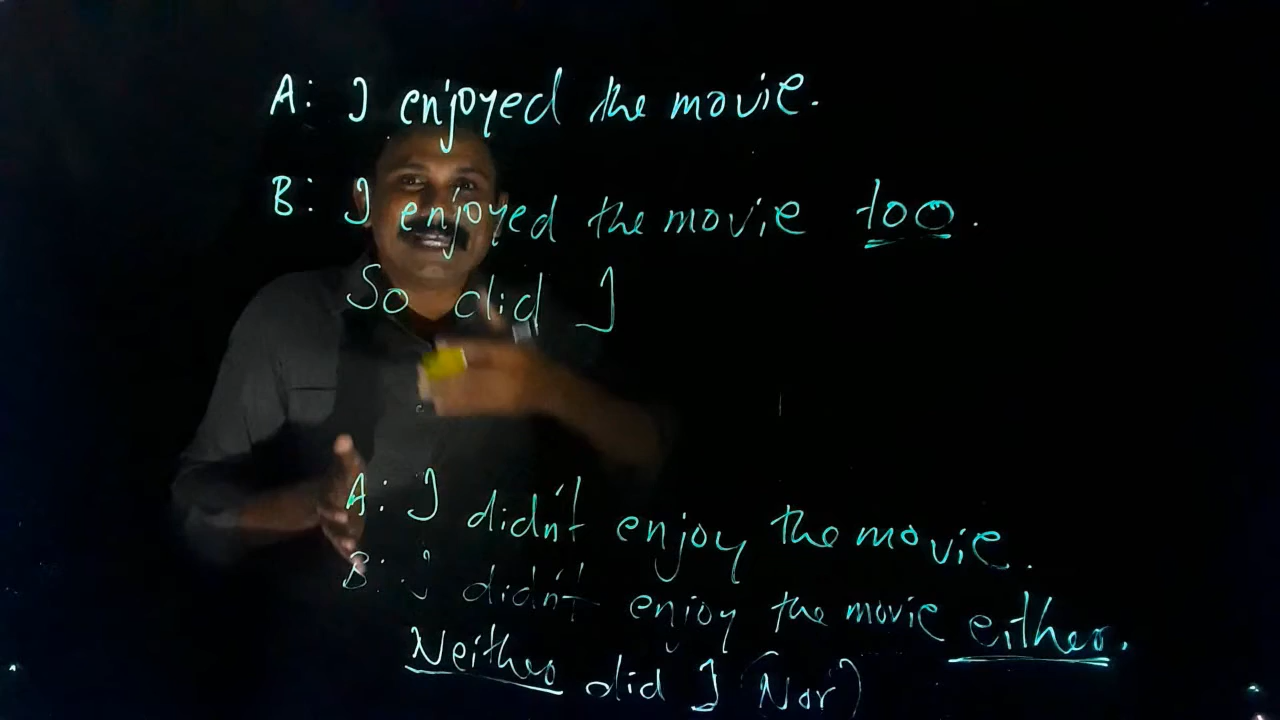 A: I enjoyed the movie.
B: I enjoyed the movie too.
So did I
A: I didn't enjoy the movie.
B: I didn't enjoy the movie either.
Neither did I (Nor)